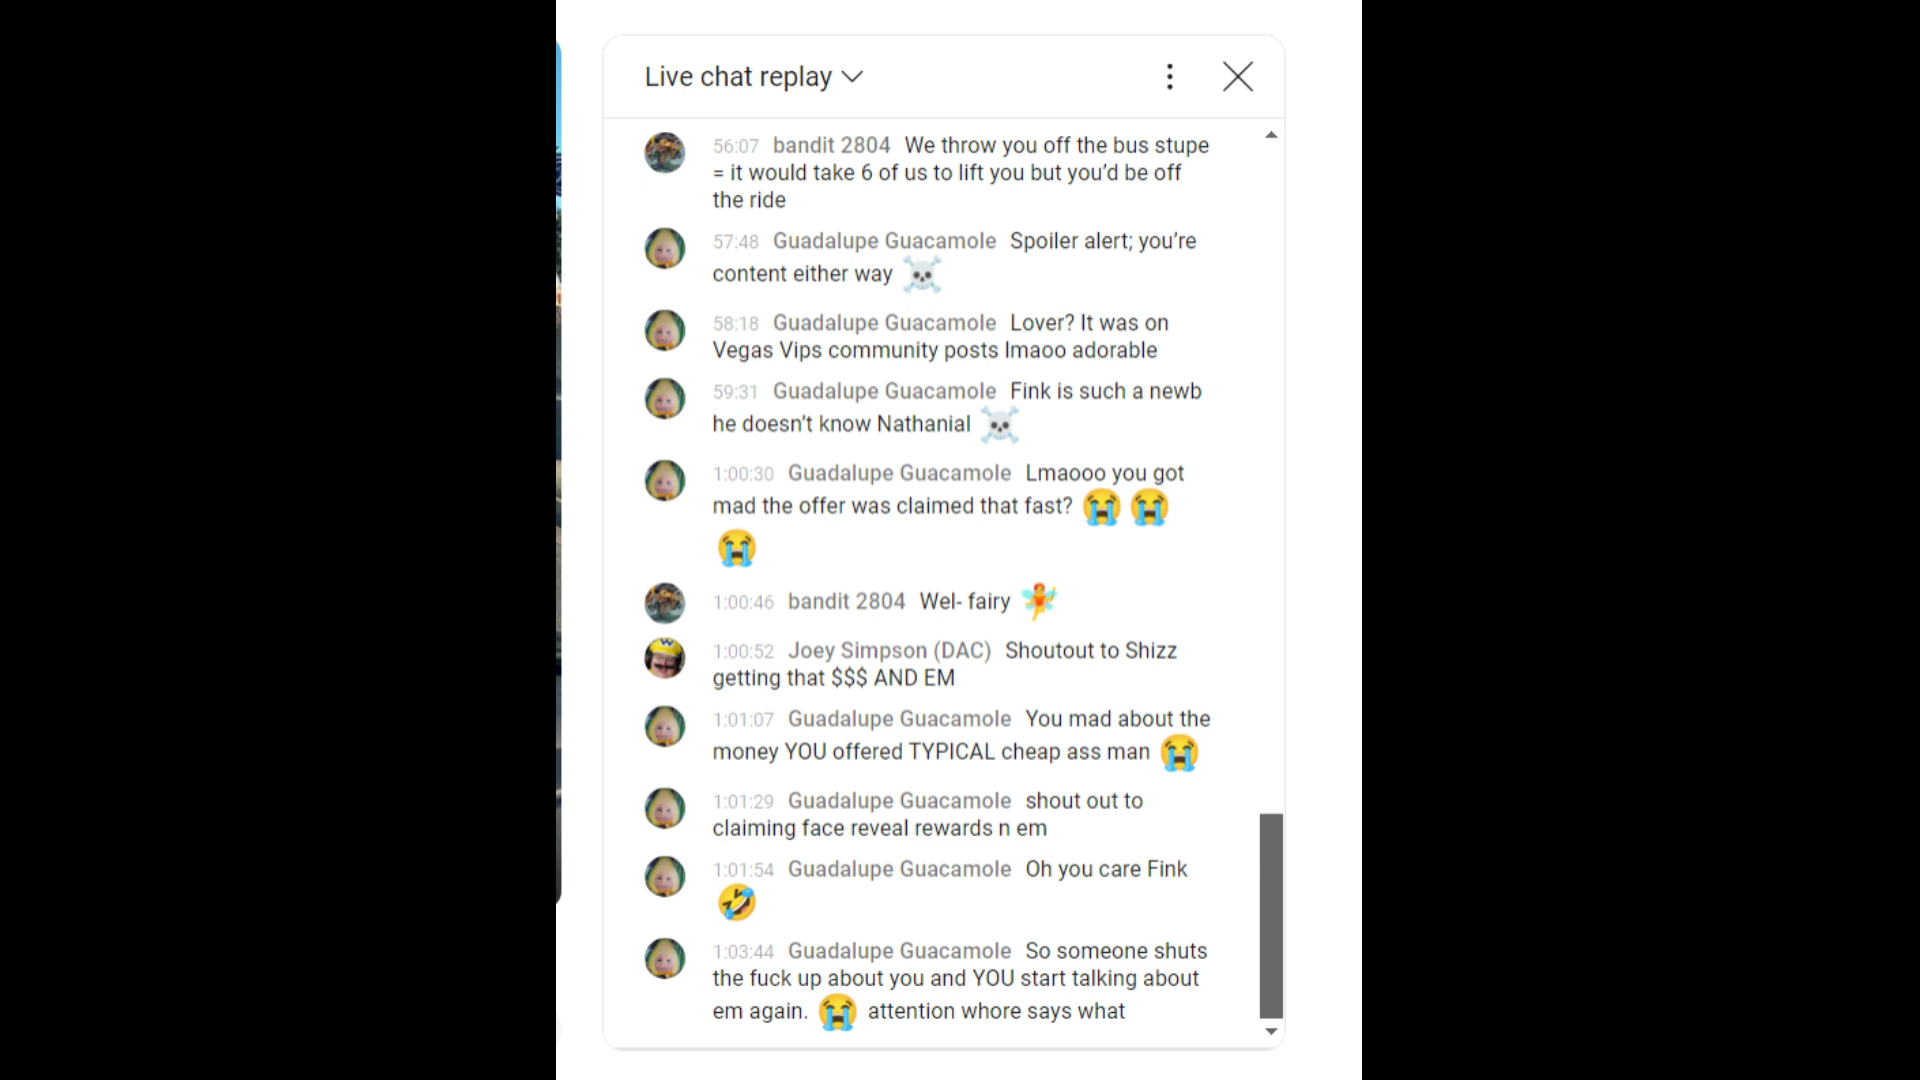 Live chat replay
56:07 bandit 2804 We throw you off the bus stupe
= it would take 6 of us to lift you but you’d be off
the ride
57:48 Guadalupe Guacamole Spoiler alert; you’re
content either way ☠️
58:18 Guadalupe Guacamole Lover? It was on
Vegas Vips community posts lmaoo adorable
59:31 Guadalupe Guacamole Fink is such a newb
he doesn’t know Nathanial ☠️
1:00:30 Guadalupe Guacamole Lmaooo you got
mad the offer was claimed that fast? 😭😭
😭
1:00:46 bandit 2804 Wel- fairy 🧚
1:00:52 Joey Simpson (DAC) Shoutout to Shizz
getting that $$$ AND EM
1:01:07 Guadalupe Guacamole You mad about the
money YOU offered TYPICAL cheap ass man 😭
1:01:29 Guadalupe Guacamole shout out to
claiming face reveal rewards n em
1:01:54 Guadalupe Guacamole Oh you care Fink
🤣
1:03:44 Guadalupe Guacamole So someone shuts
the fuck up about you and YOU start talking about
em again. 😭 attention whore says what